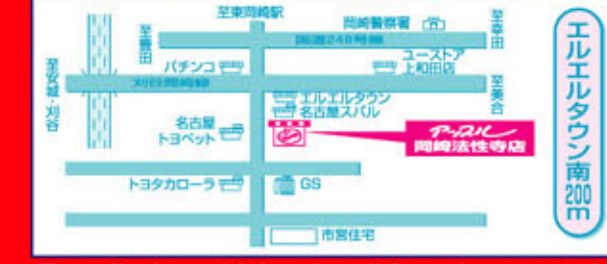 至東岡崎駅
岡崎警察署
至幸田
至豊田
国道248号線
パチンコ
ユーストア
上和田店
至安城・刈谷
刈谷岡崎線
至美合
エルエルタウン
名古屋スバル
名古屋
トヨペット
アップル
岡崎法性寺店
トヨタカローラ
GS
市営住宅
エルエルタウン南200m